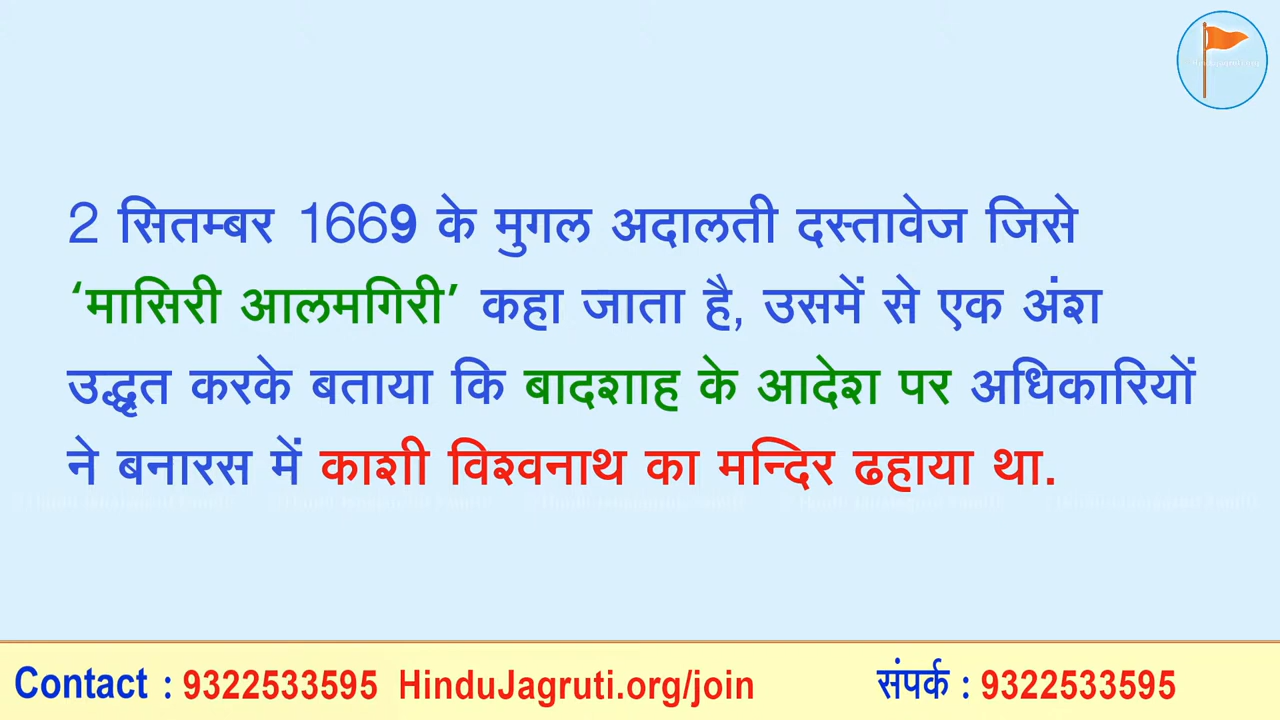 2 सितम्बर 1669 के मुगल अदालती दस्तावेज जिसे
‘मासिरी आलमगिरी’ कहा जाता है, उसमें से एक अंश
उद्धृत करके बताया कि बादशाह के आदेश पर अधिकारियों
ने बनारस में काशी विश्वनाथ का मन्दिर ढहाया था.
Contact : 9322533595 HinduJagruti.org/join संपर्क : 9322533595